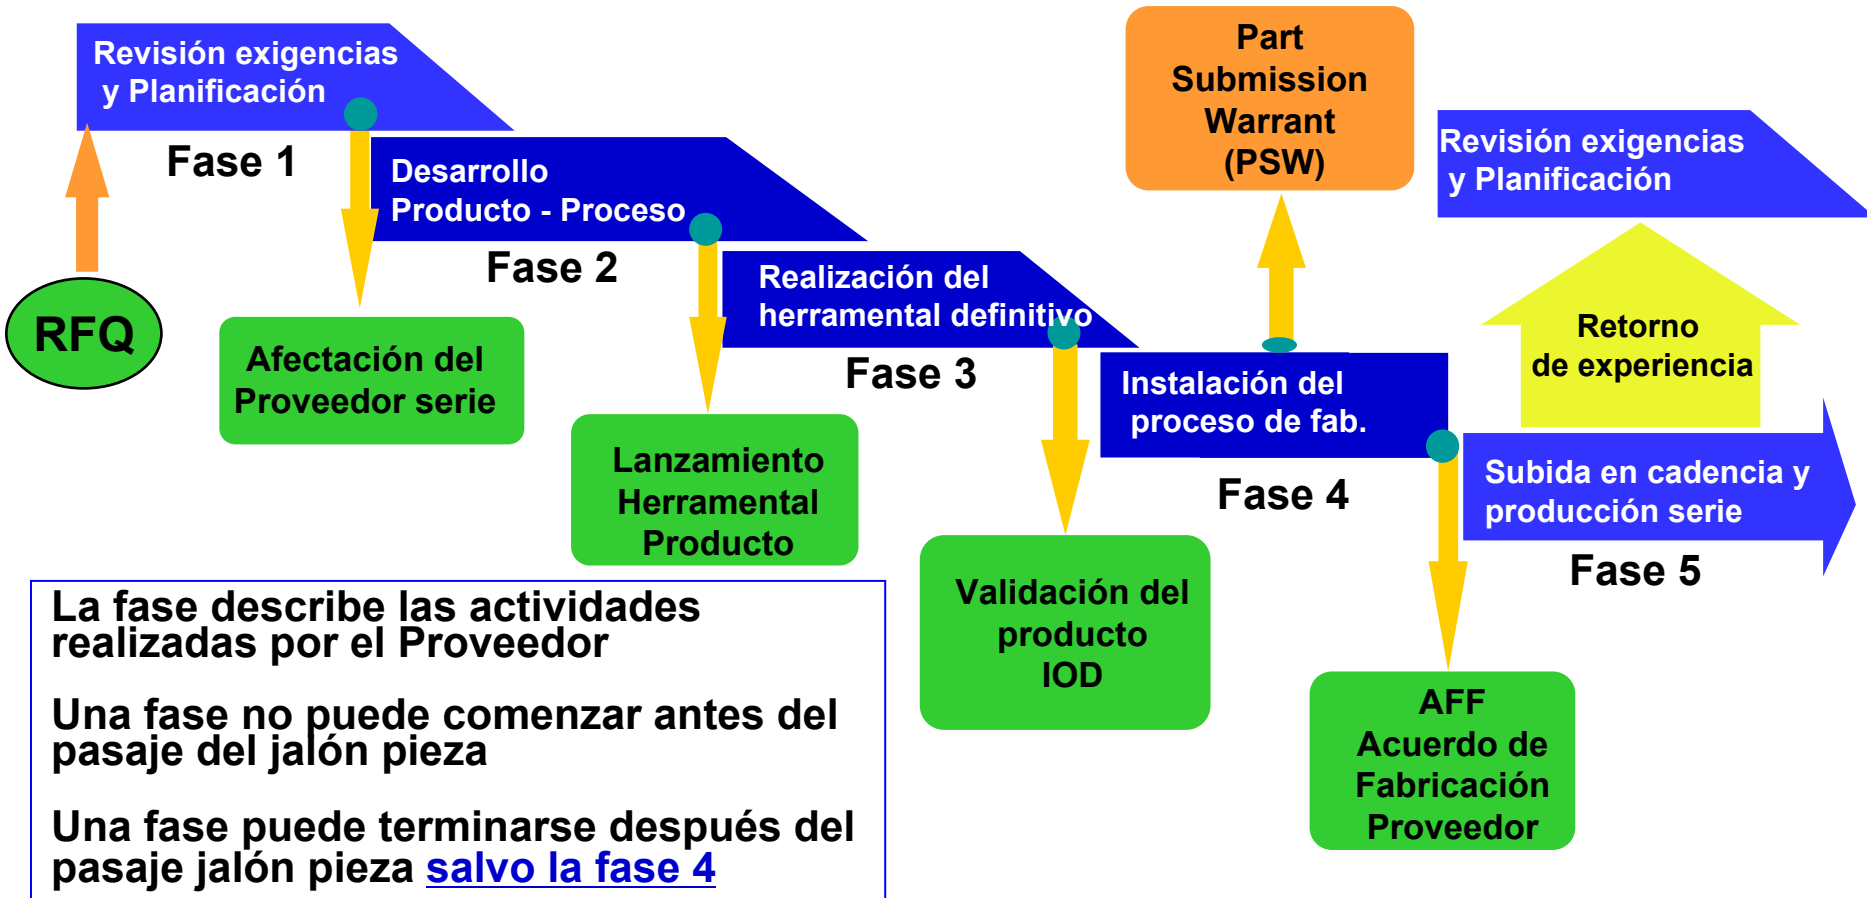 Revisión exigencias
y Planificación
Fase 1
RFQ
Afectación del
Proveedor serie
Desarrollo
Producto - Proceso
Fase 2
Lanzamiento
Herramental
Producto
Realización del
herramental definitivo
Fase 3
Validación del
producto
IOD
Part
Submission
Warrant
(PSW)
Instalación del
proceso de fab.
Fase 4
AFF
Acuerdo de
Fabricación
Proveedor
Revisión exigencias
y Planificación
Retorno
de experiencia
Subida en cadencia y
producción serie
Fase 5
La fase describe las actividades
realizadas por el Proveedor
Una fase no puede comenzar antes del
pasaje del jalón pieza
Una fase puede terminarse después del
pasaje jalón pieza salvo la fase 4